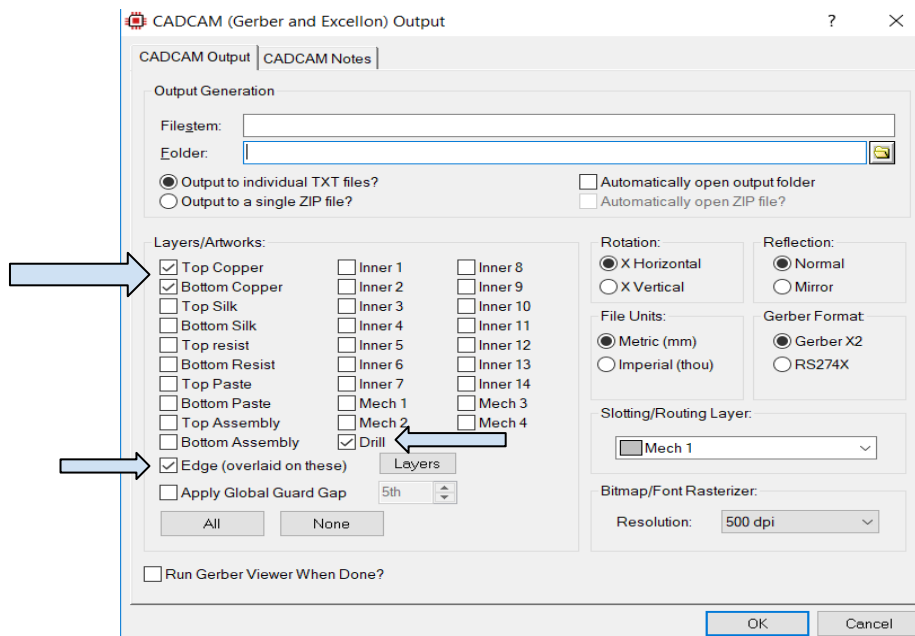 CADCAM (Gerber and Excellon) Output ?
CADCAM Output CADCAM Notes
Output Generation
Filestem:
Folder:
Output to individual TXT files? Automatically open output folder
Output to a single ZIP file? Automatically open ZIP file?
Layers/Artworks: Rotation: Reflection:
Top Copper Inner 1 Inner 8 X Horizontal Normal
Bottom Copper Inner 2 Inner 9 X Vertical Mirror
Top Silk Inner 3 Inner 10
Bottom Silk Inner 4 Inner 11 File Units: Gerber Format:
Top resist Inner 5 Inner 12 Metric (mm) Gerber X2
Bottom Resist Inner 6 Inner 13 Imperial (thou) RS274X
Top Paste Inner 7 Inner 14
Bottom Paste Mech 1 Mech 3 Slotting/Routing Layer:
Top Assembly Mech 2 Mech 4
Bottom Assembly Drill Mech 1
Edge (overlaid on these) Layers
Apply Global Guard Gap 5th Bitmap/Font Rasterizer:
All None Resolution: 500 dpi
Run Gerber Viewer When Done?
OK Cancel